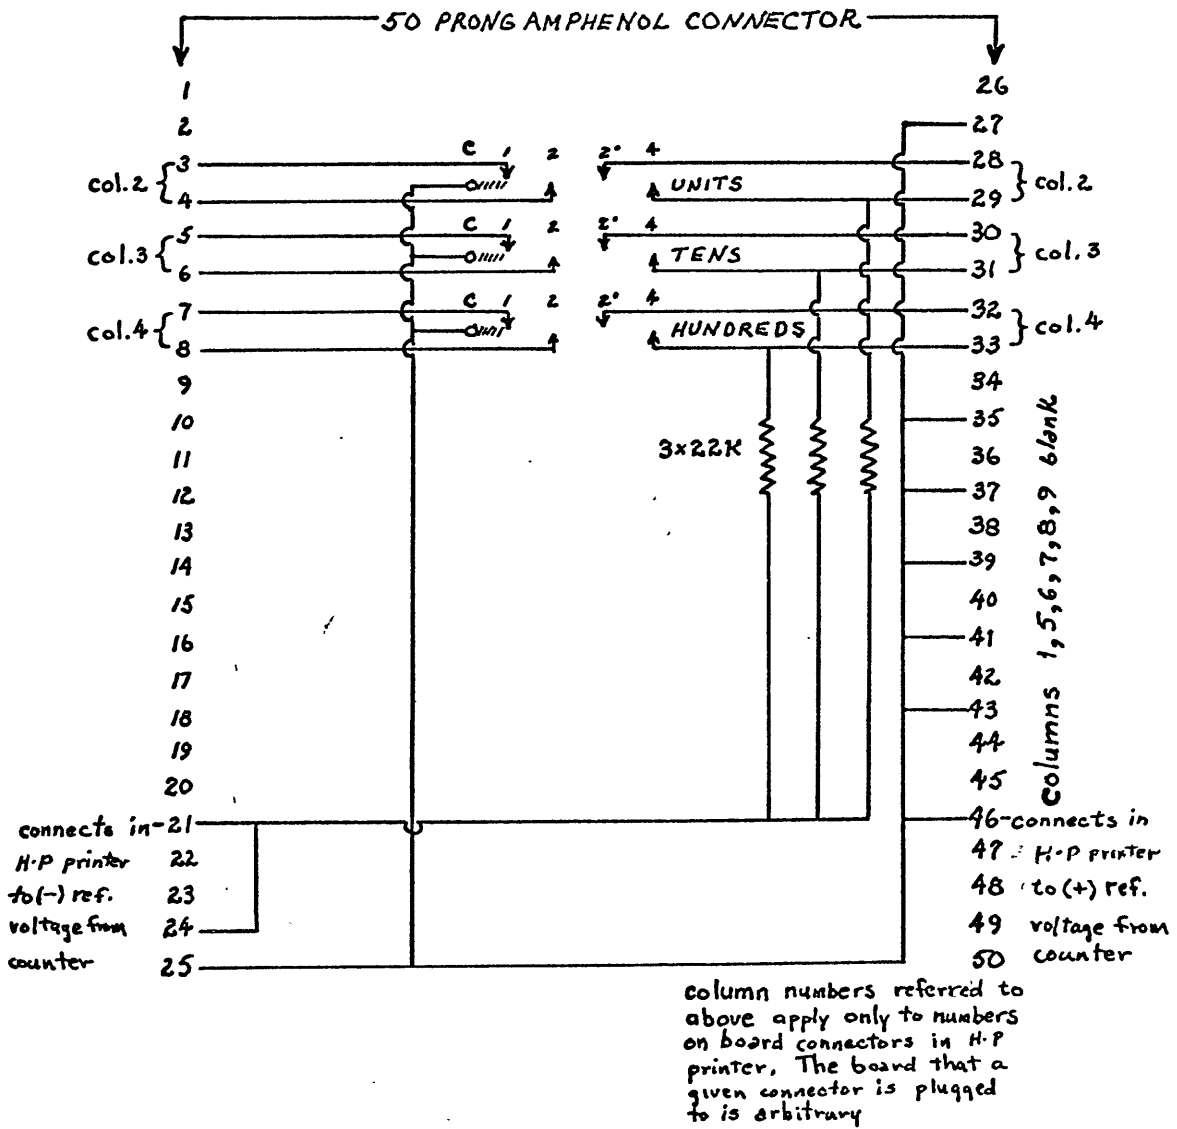 50 PRONG AMPHENOL CONNECTOR
1 26
2 27
C 1 2 2' 4
3 28
col.2 UNITS col.2
4 29
C 1 2 2' 4
5 30
col.3 TENS col.3
6 31
C 1 2 2' 4
7 32
col.4 HUNDREDS col.4
8 33
9 34
10 35
11 3x22K 36
12 37
13 38
14 39
15 40
16 41
17 42
18 43
19 44
20 45
columns 1,5,6,7,8,9 blank
connects in 21 46 connects in
H-P printer 22 47 H-P printer
to (-) ref. 23 48 to (+) ref.
voltage from 24 49 voltage from
counter 25 50 counter
column numbers referred to
above apply only to numbers
on board connectors in H-P
printer. The board that a
given connector is plugged
to is arbitrary